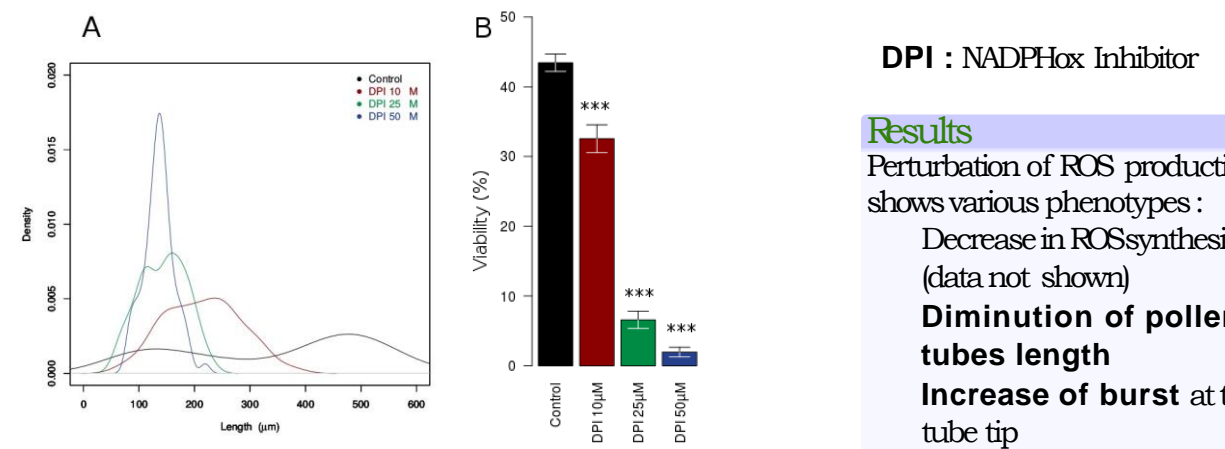 A
0.020
0.015
0.010
0.005
0.000
Density
Control
DPI 10 M
DPI 25 M
DPI 50 M
0 100 200 300 400 500 600
Length (µm)
B
50
40
30
20
10
0
Viability (%)
***
***
***
Control
DPI 10µM
DPI 25µM
DPI 50µM
DPI : NADPHox Inhibitor
Results
Perturbation of ROS producti
shows various phenotypes :
Decrease in ROS synthesi
(data not shown)
Diminution of pollen
tubes length
Increase of burst at t
tube tip